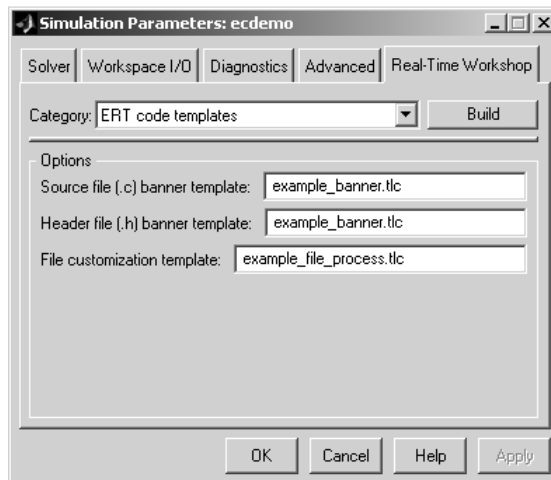 Simulation Parameters: ecdemo
Solver Workspace I/O Diagnostics Advanced Real-Time Workshop
Category: ERT code templates Build
Options
Source file (.c) banner template: example_banner.tlc
Header file (.h) banner template: example_banner.tlc
File customization template: example_file_process.tlc
OK Cancel Help Apply